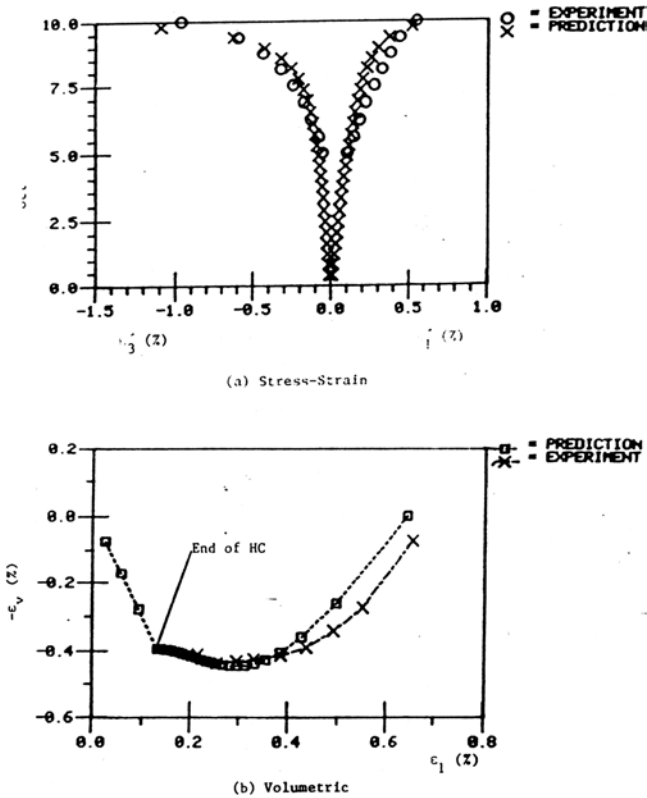 = EXPERIMENT
= PREDICTION
10.0
7.5
5.0
2.5
0.0
-1.5
-1.0
-0.5
0.0
0.5
1.0
(%)
(%)
(a) Stress-Strain
= PREDICTION
= EXPERIMENT
0.2
0.0
-0.2
-0.4
-0.6
-εv (%)
End of HC
0.0
0.2
0.4
0.6
0.8
ε1 (%)
(b) Volumetric